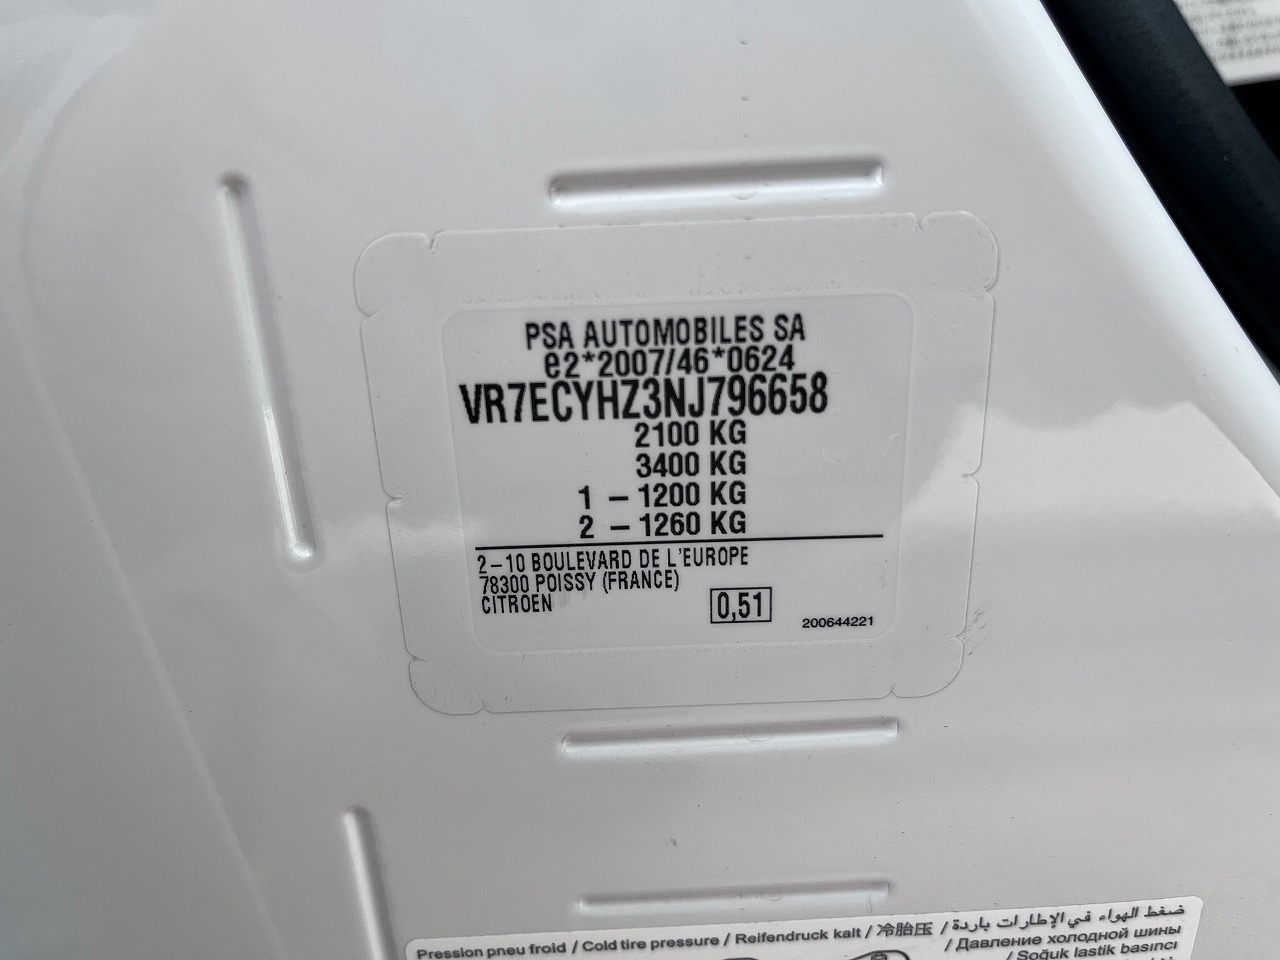 PSA AUTOMOBILES SA
e2*2007/46*0624
VR7ECYHZ3NJ796658
2100 KG
3400 KG
1 – 1200 KG
2 – 1260 KG
2–10 BOULEVARD DE L'EUROPE
78300 POISSY (FRANCE)
CITROEN
0,51
200644221
Pression pneu froid / Cold tire pressure / Reifendruck kalt / 冷胎压 / ضغط الهواء في الإطارات باردة
/ Давление холодной шины
/ Soğuk lastik basıncı